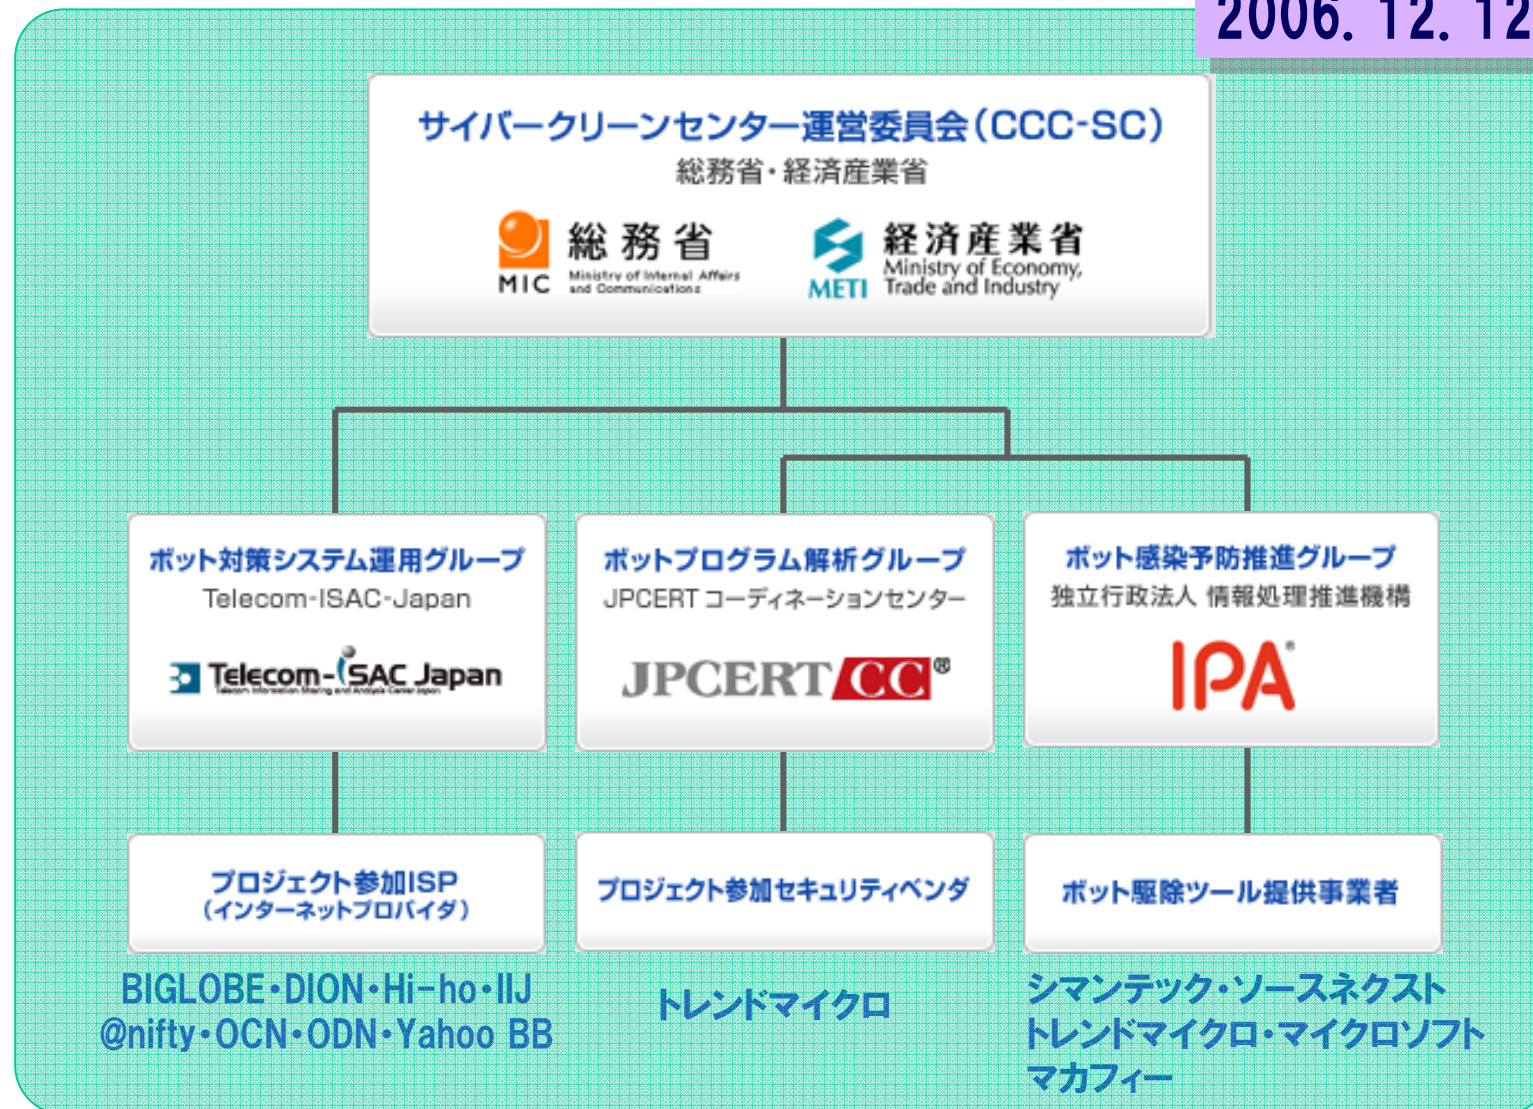 2006. 12. 12
サイバークリーンセンター運営委員会(CCC-SC)
総務省・経済産業省
総務省
MIC
Ministry of Internal Affairs
and Communications
経済産業省
METI
Ministry of Economy,
Trade and Industry
ボット対策システム運用グループ
Telecom-ISAC-Japan
Telecom-iSAC Japan
Telecom Information Sharing and Analysis Center Japan
ボットプログラム解析グループ
JPCERT コーディネーションセンター
JPCERT CC®
ボット感染予防推進グループ
独立行政法人 情報処理推進機構
IPA®
プロジェクト参加ISP
(インターネットプロバイダ)
プロジェクト参加セキュリティベンダ
ボット駆除ツール提供事業者
BIGLOBE・DION・Hi-ho・IIJ
@nifty・OCN・ODN・Yahoo BB
トレンドマイクロ
シマンテック・ソースネクスト
トレンドマイクロ・マイクロソフト
マカフィー